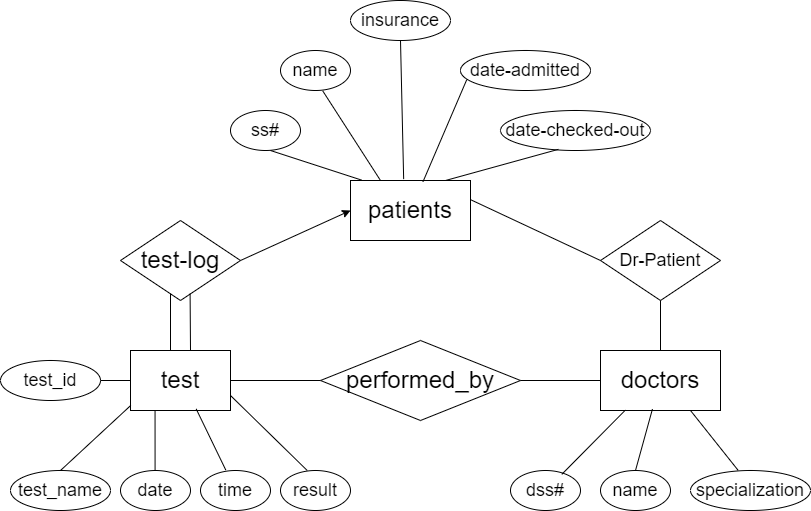 insurance
name
date-admitted
ss#
date-checked-out
patients
test-log
Dr-Patient
test_id
test
performed_by
doctors
test_name
date
time
result
dss#
name
specialization